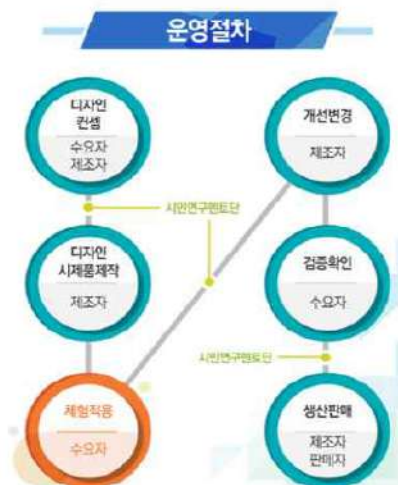 운영절차
디자인
컨셉
수요자
제조자
시민연구멘토단
디자인
시제품제작
제조자
체험적용
수요자
개선변경
제조자
검증확인
수요자
시민연구멘토단
생산판매
제조자
판매자